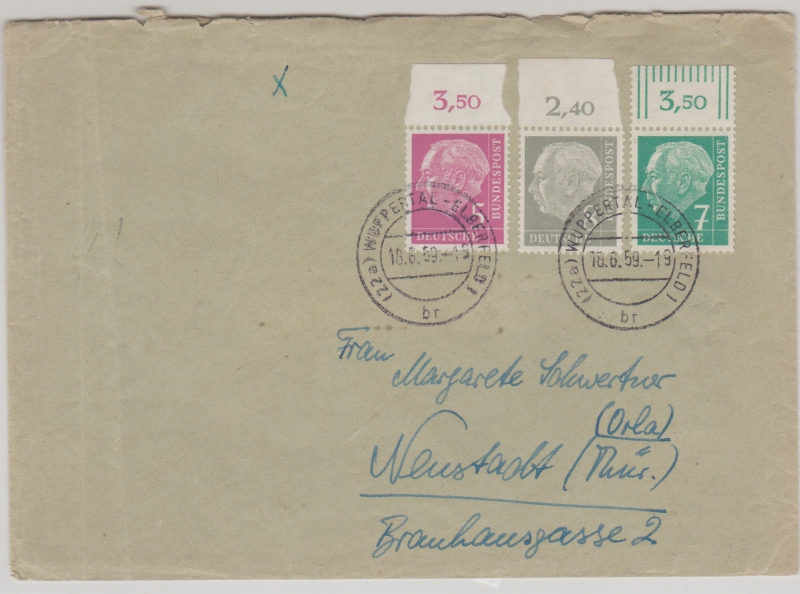 x
3,50
2,40
3,50
5
DEUTSCHE BUNDESPOST
DEUTSCHE BUNDESPOST
7
DEUTSCHE BUNDESPOST
(22a) WUPPERTAL-ELBERFELD 1
18.6.59.-19
br
(22a) WUPPERTAL-ELBERFELD 1
18.6.59.-19
br
Frau
Margarete Schwertner
(Orla)
Neustadt (Thür.)
Brauhausgasse 2